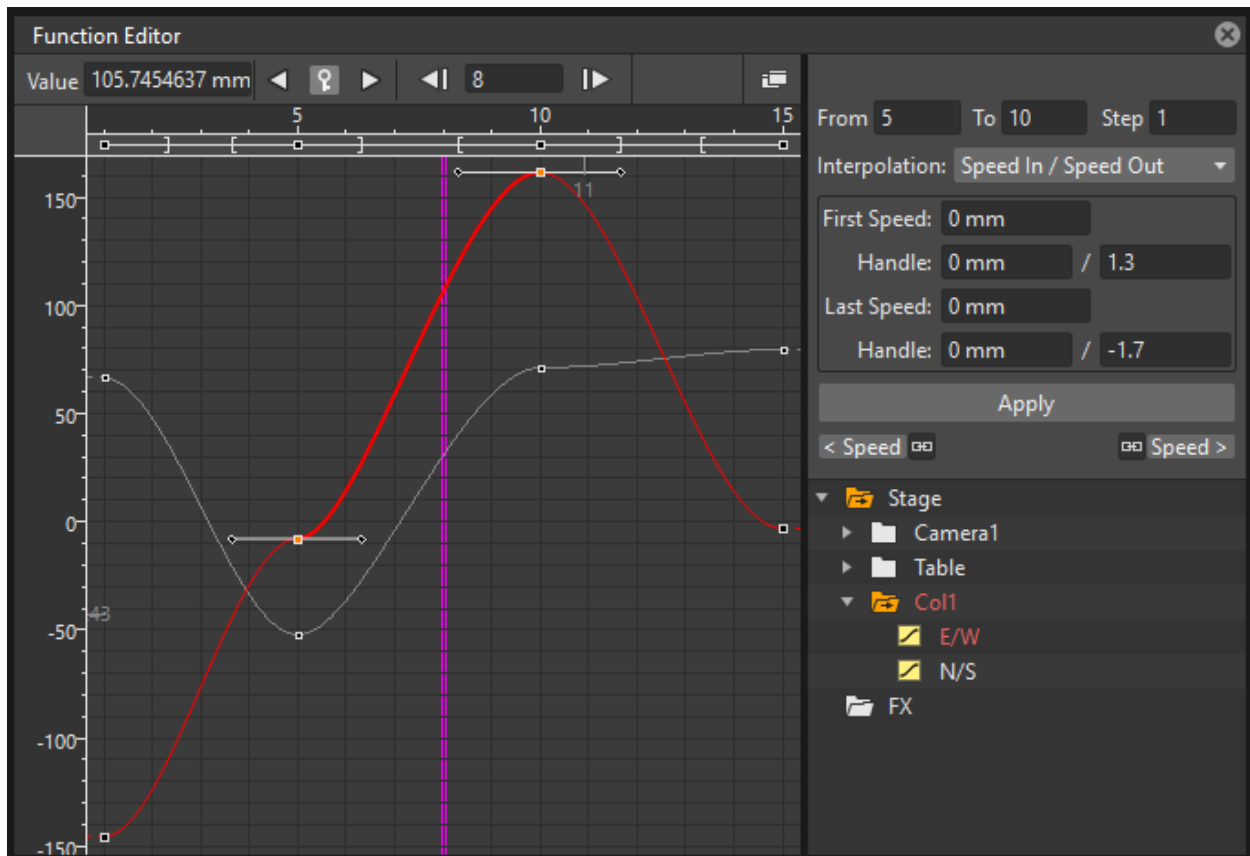 Function Editor
Value 105.7454637 mm 8
5 10 15
From 5 To 10 Step 1
Interpolation: Speed In / Speed Out
First Speed: 0 mm
Handle: 0 mm / 1.3
Last Speed: 0 mm
Handle: 0 mm / -1.7
Apply
< Speed Speed >
150
11
100
50
0
43
-50
-100
-150
Stage
Camera1
Table
Col1
E/W
N/S
FX